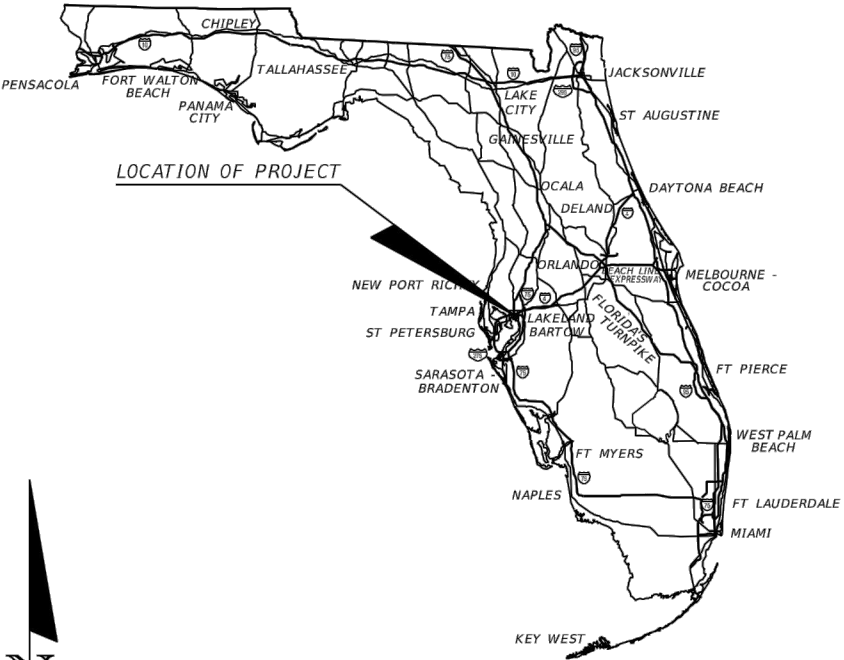 CHIPLEY
PENSACOLA
FORT WALTON
BEACH
PANAMA
CITY
TALLAHASSEE
LAKE
CITY
JACKSONVILLE
ST AUGUSTINE
GAINESVILLE
LOCATION OF PROJECT
OCALA
DELAND
DAYTONA BEACH
ORLANDO
BEACH LINE
EXPRESSWAY
MELBOURNE -
COCOA
NEW PORT RICHEY
TAMPA
ST PETERSBURG
LAKELAND
BARTOW
FLORIDA'S
TURNPIKE
SARASOTA -
BRADENTON
FT PIERCE
WEST PALM
BEACH
FT MYERS
NAPLES
FT LAUDERDALE
MIAMI
KEY WEST
N